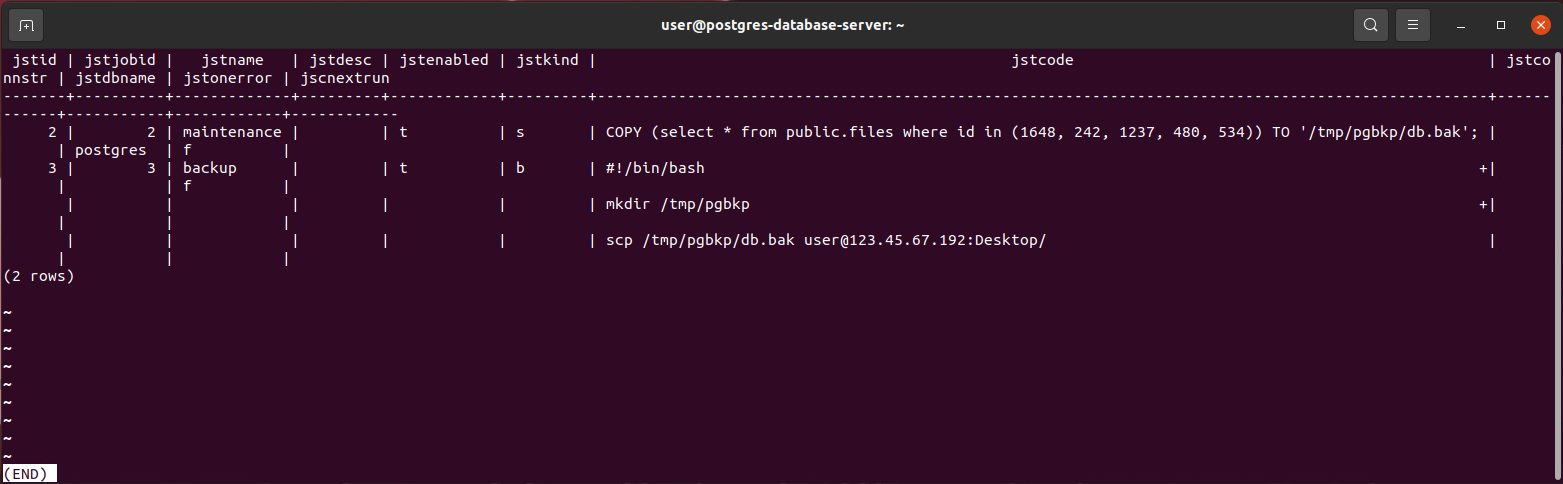 user@postgres-database-server: ~
jstid | jstjobid |   jstname   | jstdesc | jstenabled | jstkind |                                              jstcode                                              | jstco
nnstr | jstdbname | jstonerror | jscnextrun
-------+----------+-------------+---------+------------+---------+---------------------------------------------------------------------------------------------------+------
------+-----------+------------+------------
     2 |        2 | maintenance |         | t          | s       | COPY (select * from public.files where id in (1648, 242, 1237, 480, 534)) TO '/tmp/pgbkp/db.bak'; |
      | postgres  | f          |
     3 |        3 | backup      |         | t          | b       | #!/bin/bash                                                                                      +|
      |           | f          |
       |          |             |         |            |         | mkdir /tmp/pgbkp                                                                                 +|
      |           |            |
       |          |             |         |            |         | scp /tmp/pgbkp/db.bak user@123.45.67.192:Desktop/                                                 |
      |           |            |
(2 rows)
~
~
~
~
~
~
~
~
~
(END)